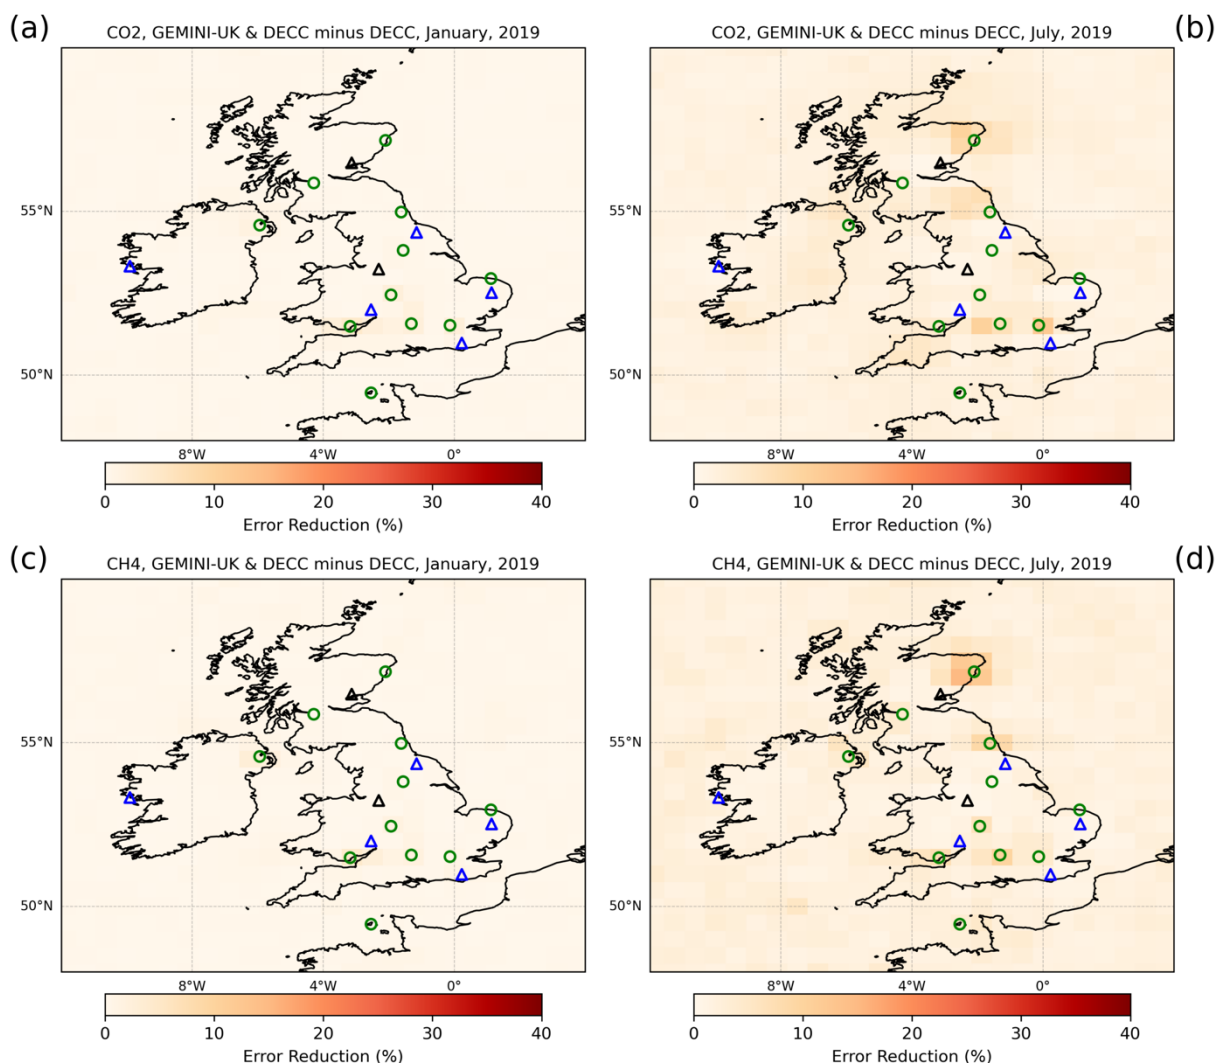 (a)
CO2, GEMINI-UK & DECC minus DECC, January, 2019
55°N
50°N
8°W 4°W 0°
0 10 20 30 40
Error Reduction (%)
(b)
CO2, GEMINI-UK & DECC minus DECC, July, 2019
55°N
50°N
8°W 4°W 0°
0 10 20 30 40
Error Reduction (%)
(c)
CH4, GEMINI-UK & DECC minus DECC, January, 2019
55°N
50°N
8°W 4°W 0°
0 10 20 30 40
Error Reduction (%)
(d)
CH4, GEMINI-UK & DECC minus DECC, July, 2019
55°N
50°N
8°W 4°W 0°
0 10 20 30 40
Error Reduction (%)